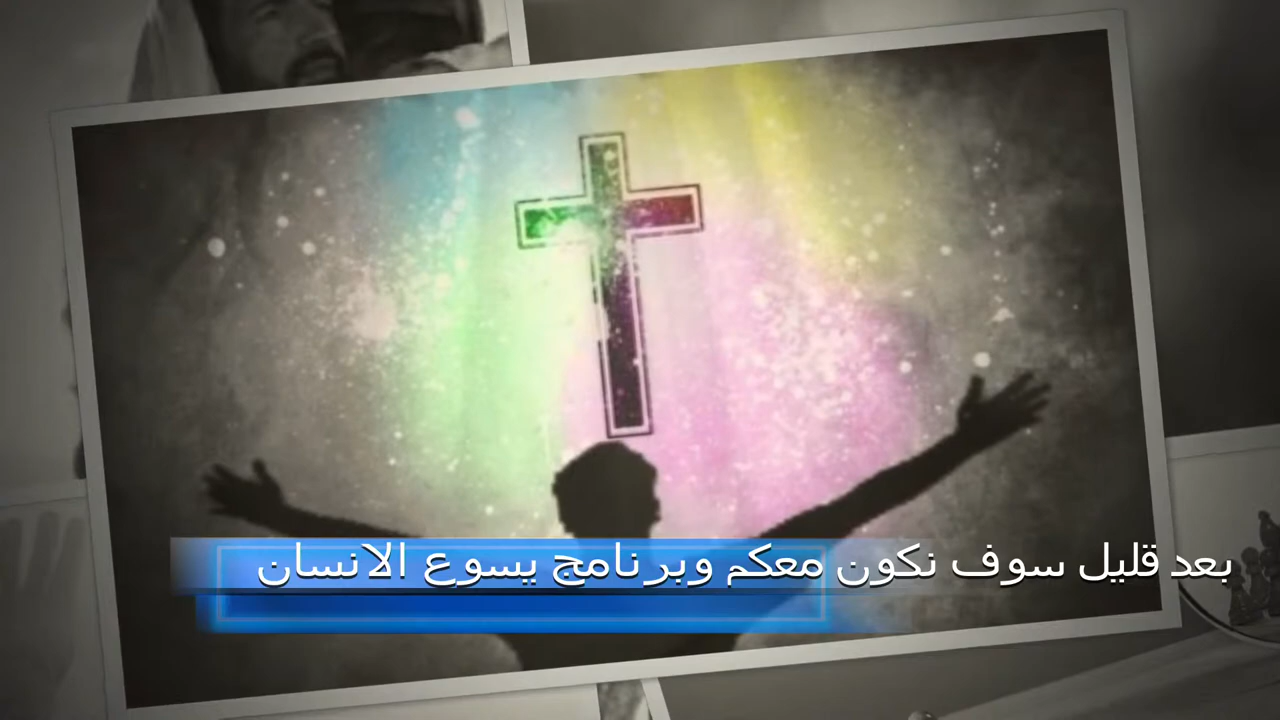 بعد قليل سوف نكون معكم وبرنامج يسوع الانسان